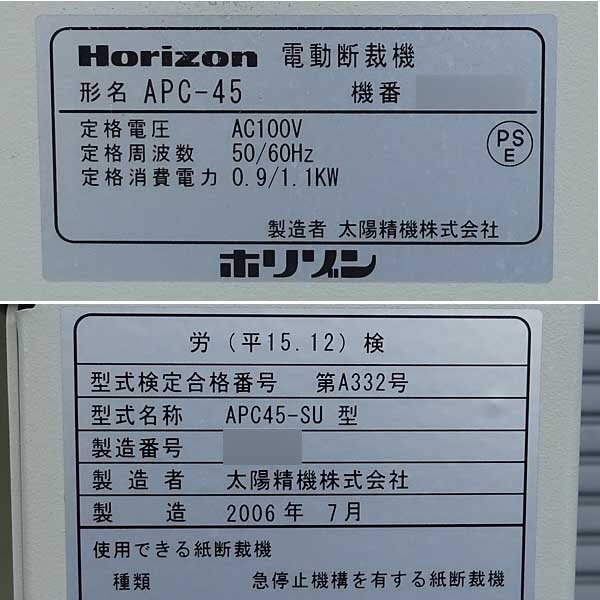 Horizon 電動断裁機
形名 APC-45 機番
定格電圧 AC100V
定格周波数 50/60Hz
定格消費電力 0.9/1.1KW
PS
E
製造者 太陽精機株式会社
ホリゾン
労(平15.12)検
型式検定合格番号 第A332号
型式名称 APC45-SU 型
製造番号
製造者 太陽精機株式会社
製造 2006年 7月
使用できる紙断裁機
種類 急停止機構を有する紙断裁機